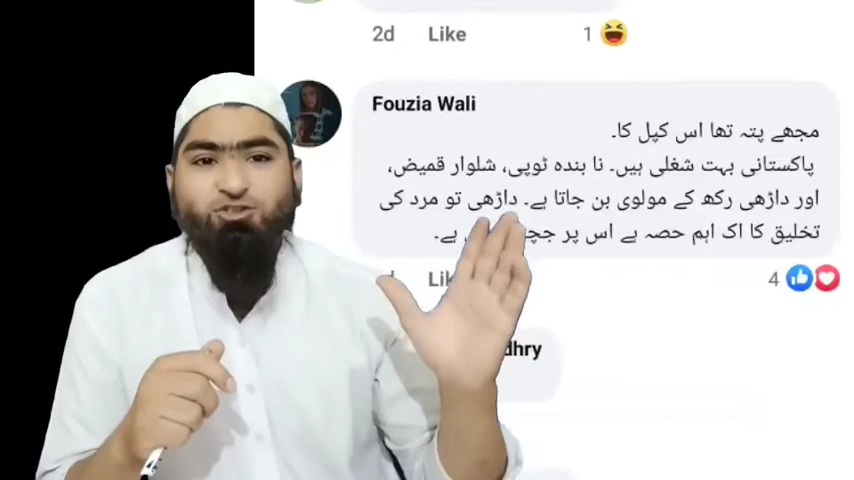 2d Like 1
Fouzia Wali
مجھے پتہ تھا اس کپل کا۔
پاکستانی بہت شغلی ہیں۔ نا بندہ ٹوپی، شلوار قمیض،
اور داڑھی رکھ کے مولوی بن جاتا ہے۔ داڑھی تو مرد کی
تخلیق کا اک اہم حصہ ہے اس پر ہے۔
4
dhry